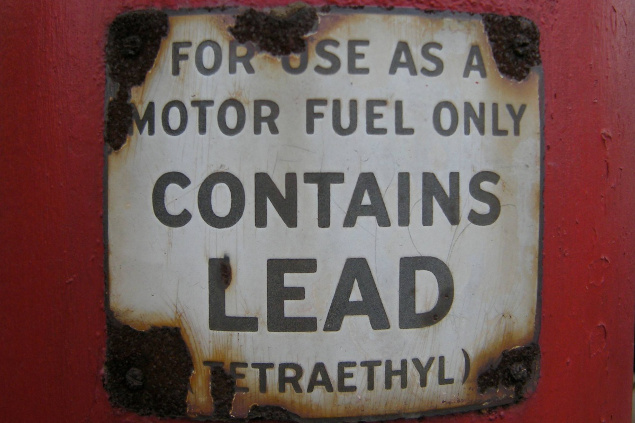 FOR USE AS A
MOTOR FUEL ONLY
CONTAINS
LEAD
TETRAETHYL)